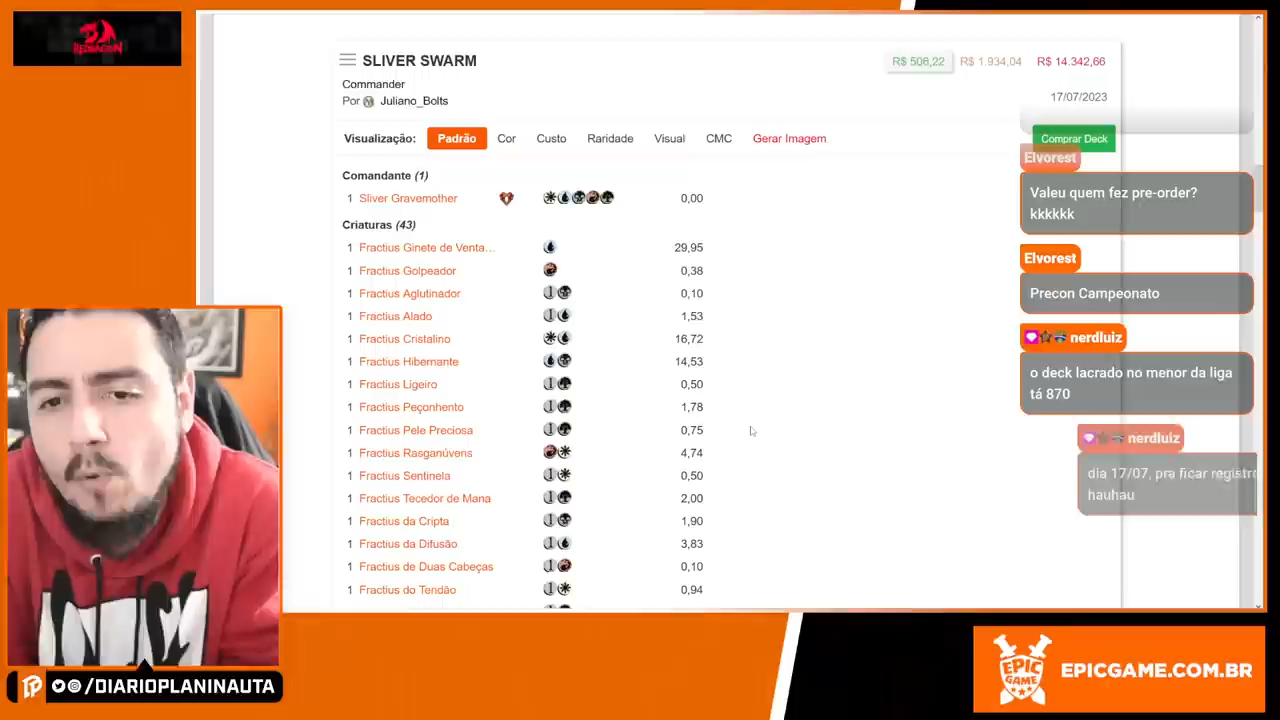 REDRAGON
SLIVER SWARM
R$ 508,22 R$ 1.934,04 R$ 14.342,66
Commander
Por Juliano_Bolts
17/07/2023
Visualização: Padrão Cor Custo Raridade Visual CMC Gerar Imagem
Comprar Deck
Comandante (1)
1 Sliver Gravemother 0,00
Criaturas (43)
1 Fractius Ginete de Venta... 29,95
1 Fractius Golpeador 0,38
1 Fractius Aglutinador 0,10
1 Fractius Alado 1,53
1 Fractius Cristalino 16,72
1 Fractius Hibernante 14,53
1 Fractius Ligeiro 0,50
1 Fractius Peçonhento 1,78
1 Fractius Pele Preciosa 0,75
1 Fractius Rasganúvens 4,74
1 Fractius Sentinela 0,50
1 Fractius Tecedor de Mana 2,00
1 Fractius da Cripta 1,90
1 Fractius da Difusão 3,83
1 Fractius de Duas Cabeças 0,10
1 Fractius do Tendão 0,94
Elvorest
Valeu quem fez pre-order?
kkkkkk
Elvorest
Precon Campeonato
nerdluiz
o deck lacrado no menor da liga
tá 870
nerdluiz
dia 17/07, pra ficar registro
hauhau
/DIARIOPLANINAUTA
EPIC
GAME
EPICGAME.COM.BR